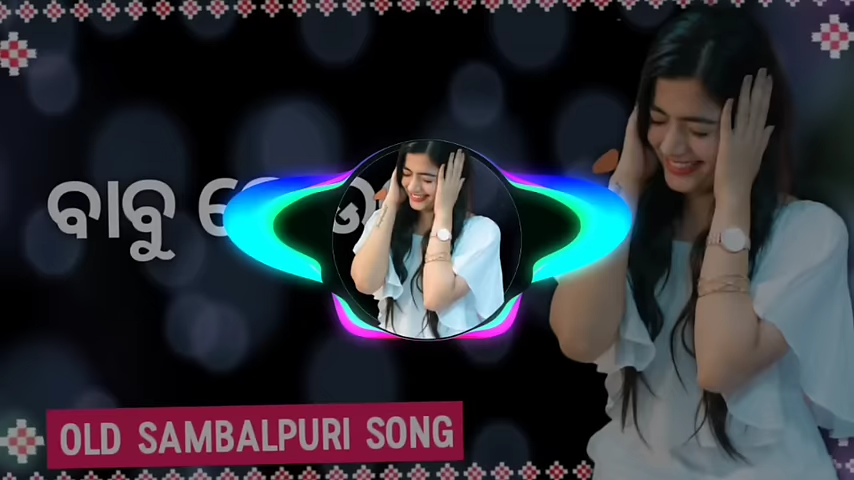 ବାବୁ
OLD SAMBALPURI SONG